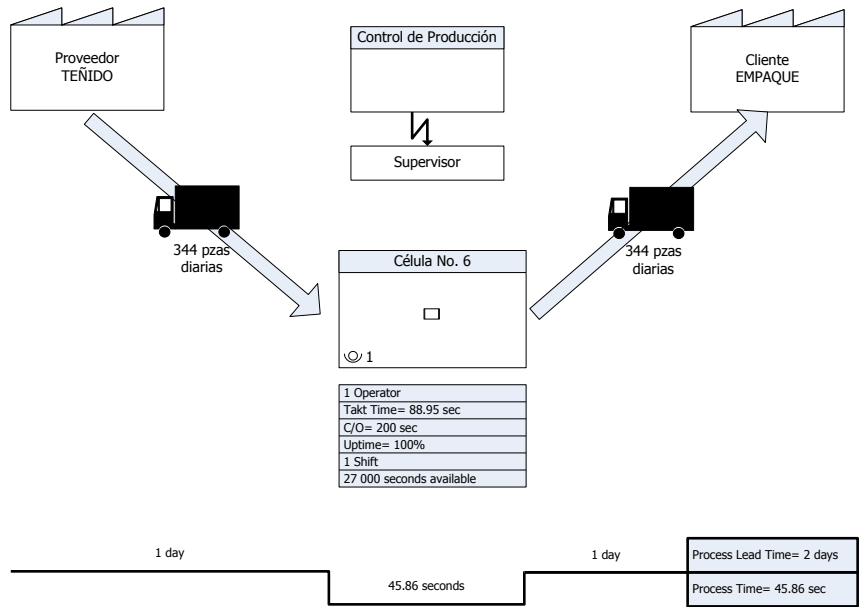 Proveedor
TEÑIDO
Control de Producción
Supervisor
Cliente
EMPAQUE
344 pzas
diarias
344 pzas
diarias
Célula No. 6
1
1 Operator
Takt Time= 88.95 sec
C/O= 200 sec
Uptime= 100%
1 Shift
27 000 seconds available
1 day
45.86 seconds
1 day
Process Lead Time= 2 days
Process Time= 45.86 sec